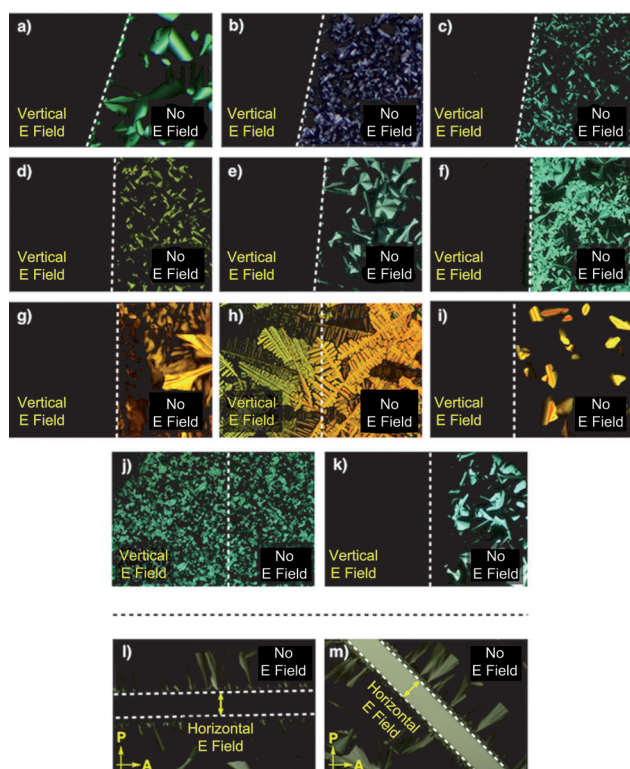 a)
Vertical
E Field
No
E Field
b)
Vertical
E Field
No
E Field
c)
Vertical
E Field
No
E Field
d)
Vertical
E Field
No
E Field
e)
Vertical
E Field
No
E Field
f)
Vertical
E Field
No
E Field
g)
Vertical
E Field
No
E Field
h)
Vertical
E Field
No
E Field
i)
Vertical
E Field
No
E Field
j)
Vertical
E Field
No
E Field
k)
Vertical
E Field
No
E Field
l)
No
E Field
Horizontal
E Field
P
A
m)
No
E Field
Horizontal
E Field
P
A